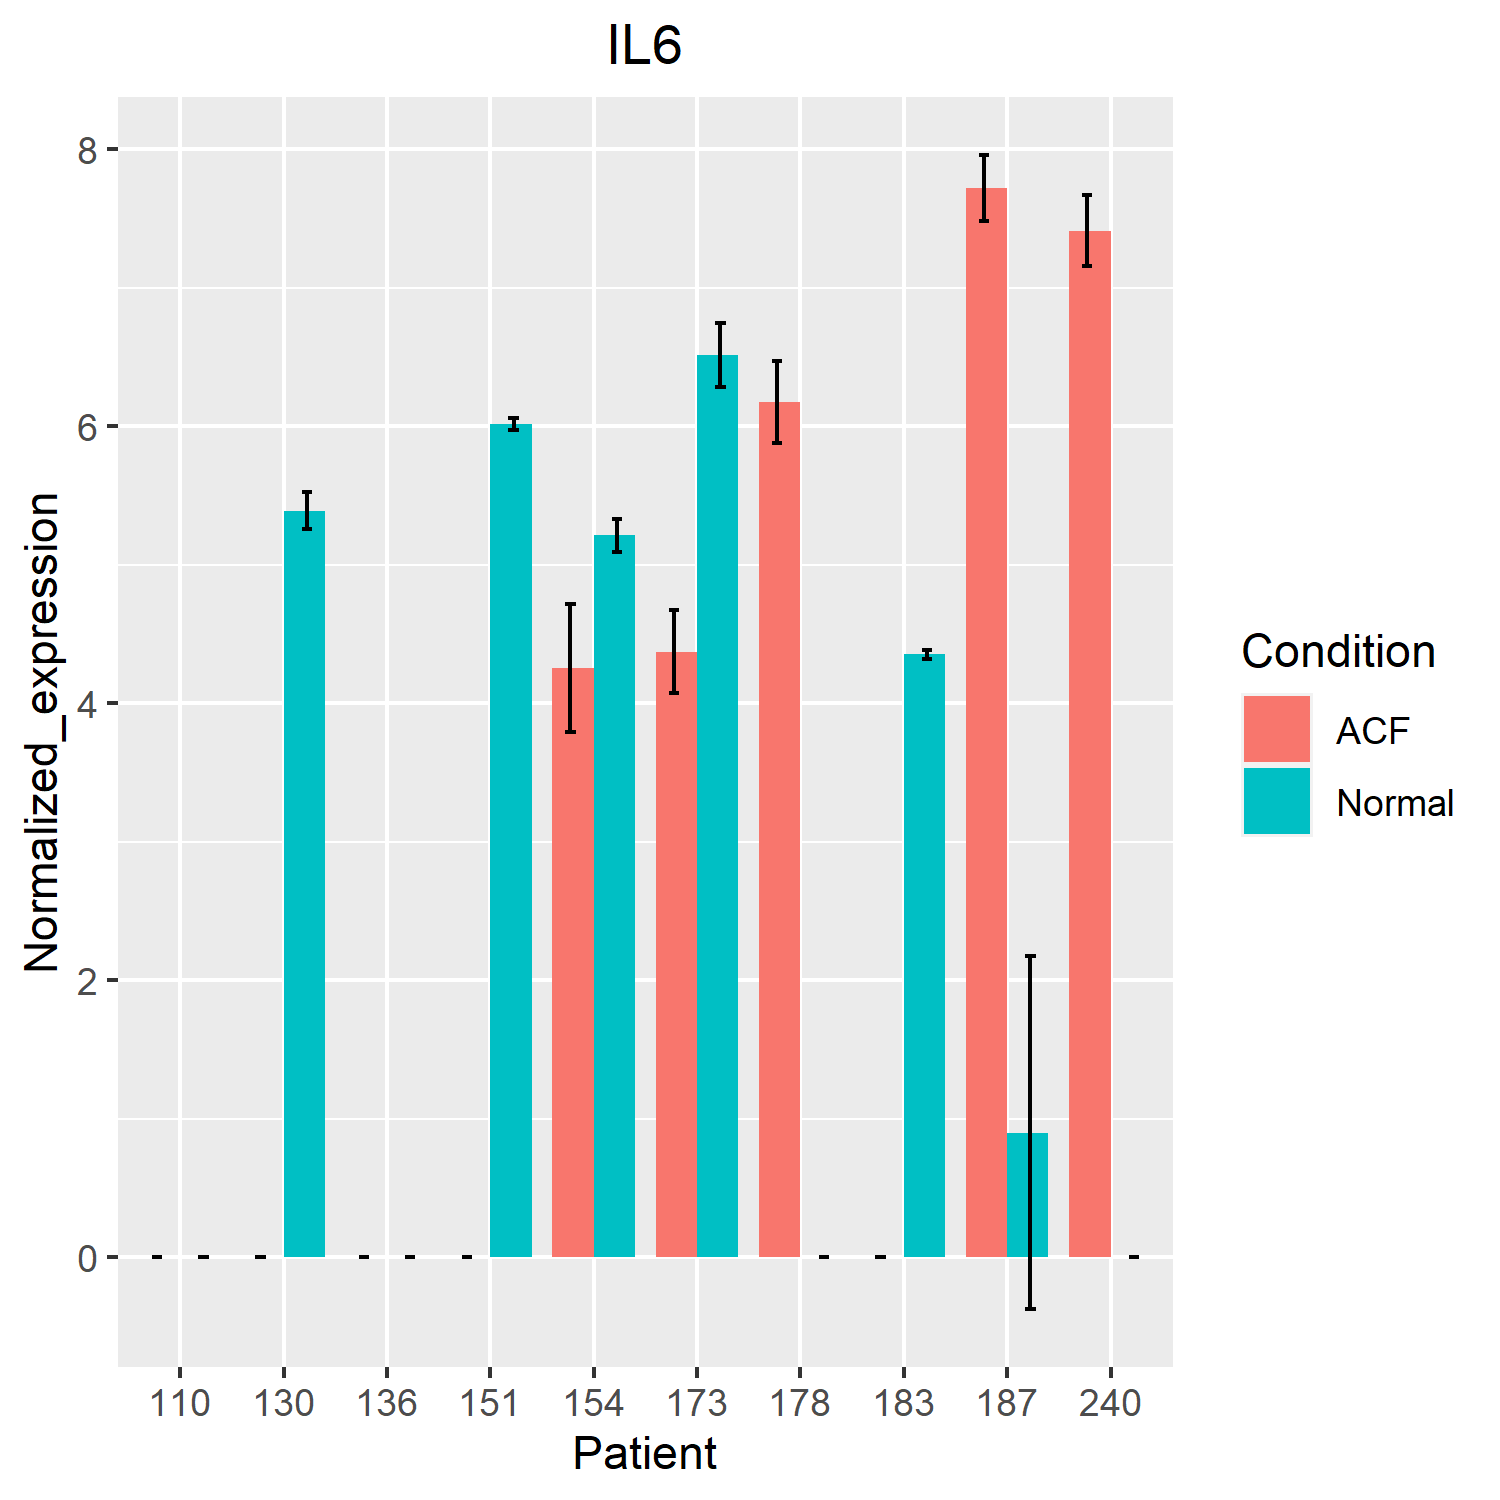 IL6
Normalized_expression
8
6
4
2
0
110 130 136 151 154 173 178 183 187 240
Patient
Condition
ACF
Normal